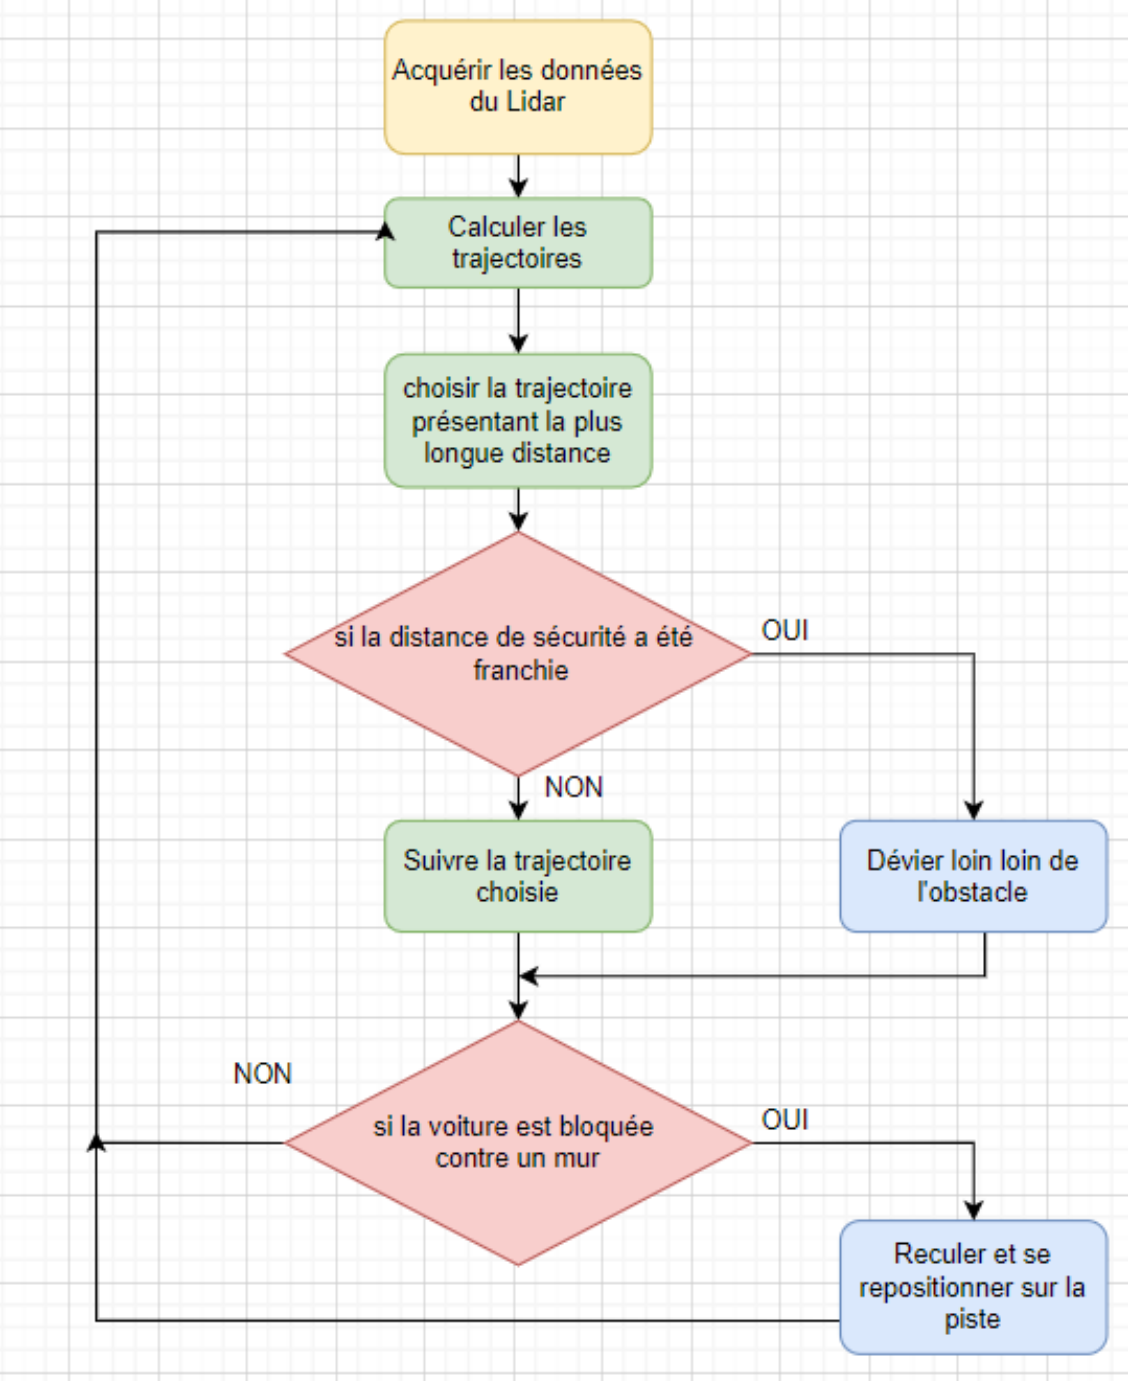 Acquérir les données
du Lidar
Calculer les
trajectoires
choisir la trajectoire
présentant la plus
longue distance
si la distance de sécurité a été
franchie
OUI
NON
Suivre la trajectoire
choisie
Dévier loin loin de
l'obstacle
NON
si la voiture est bloquée
contre un mur
OUI
Reculer et se
repositionner sur la
piste